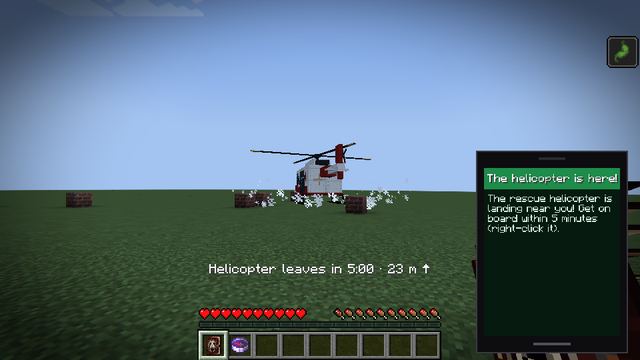 The helicopter is here!
The rescue helicopter is
landing near you! Get on
board within 5 minutes
(right-click it).
Helicopter leaves in 5:00 · 23 m ↑